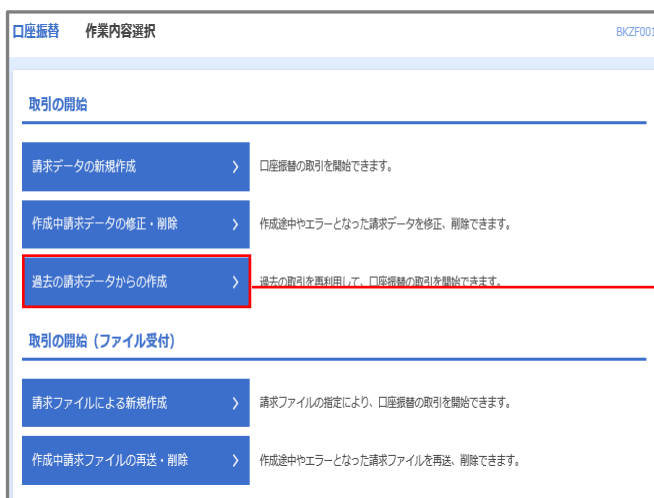 口座振替 作業内容選択 BKZF001
取引の開始
請求データの新規作成 口座振替の取引を開始できます。
作成中請求データの修正・削除 作成途中やエラーとなった請求データを修正、削除できます。
過去の請求データからの作成 過去の取引を再利用して、口座振替の取引を開始できます。
取引の開始（ファイル受付）
請求ファイルによる新規作成 請求ファイルの指定により、口座振替の取引を開始できます。
作成中請求ファイルの再送・削除 作成途中やエラーとなった請求ファイルを再送、削除できます。